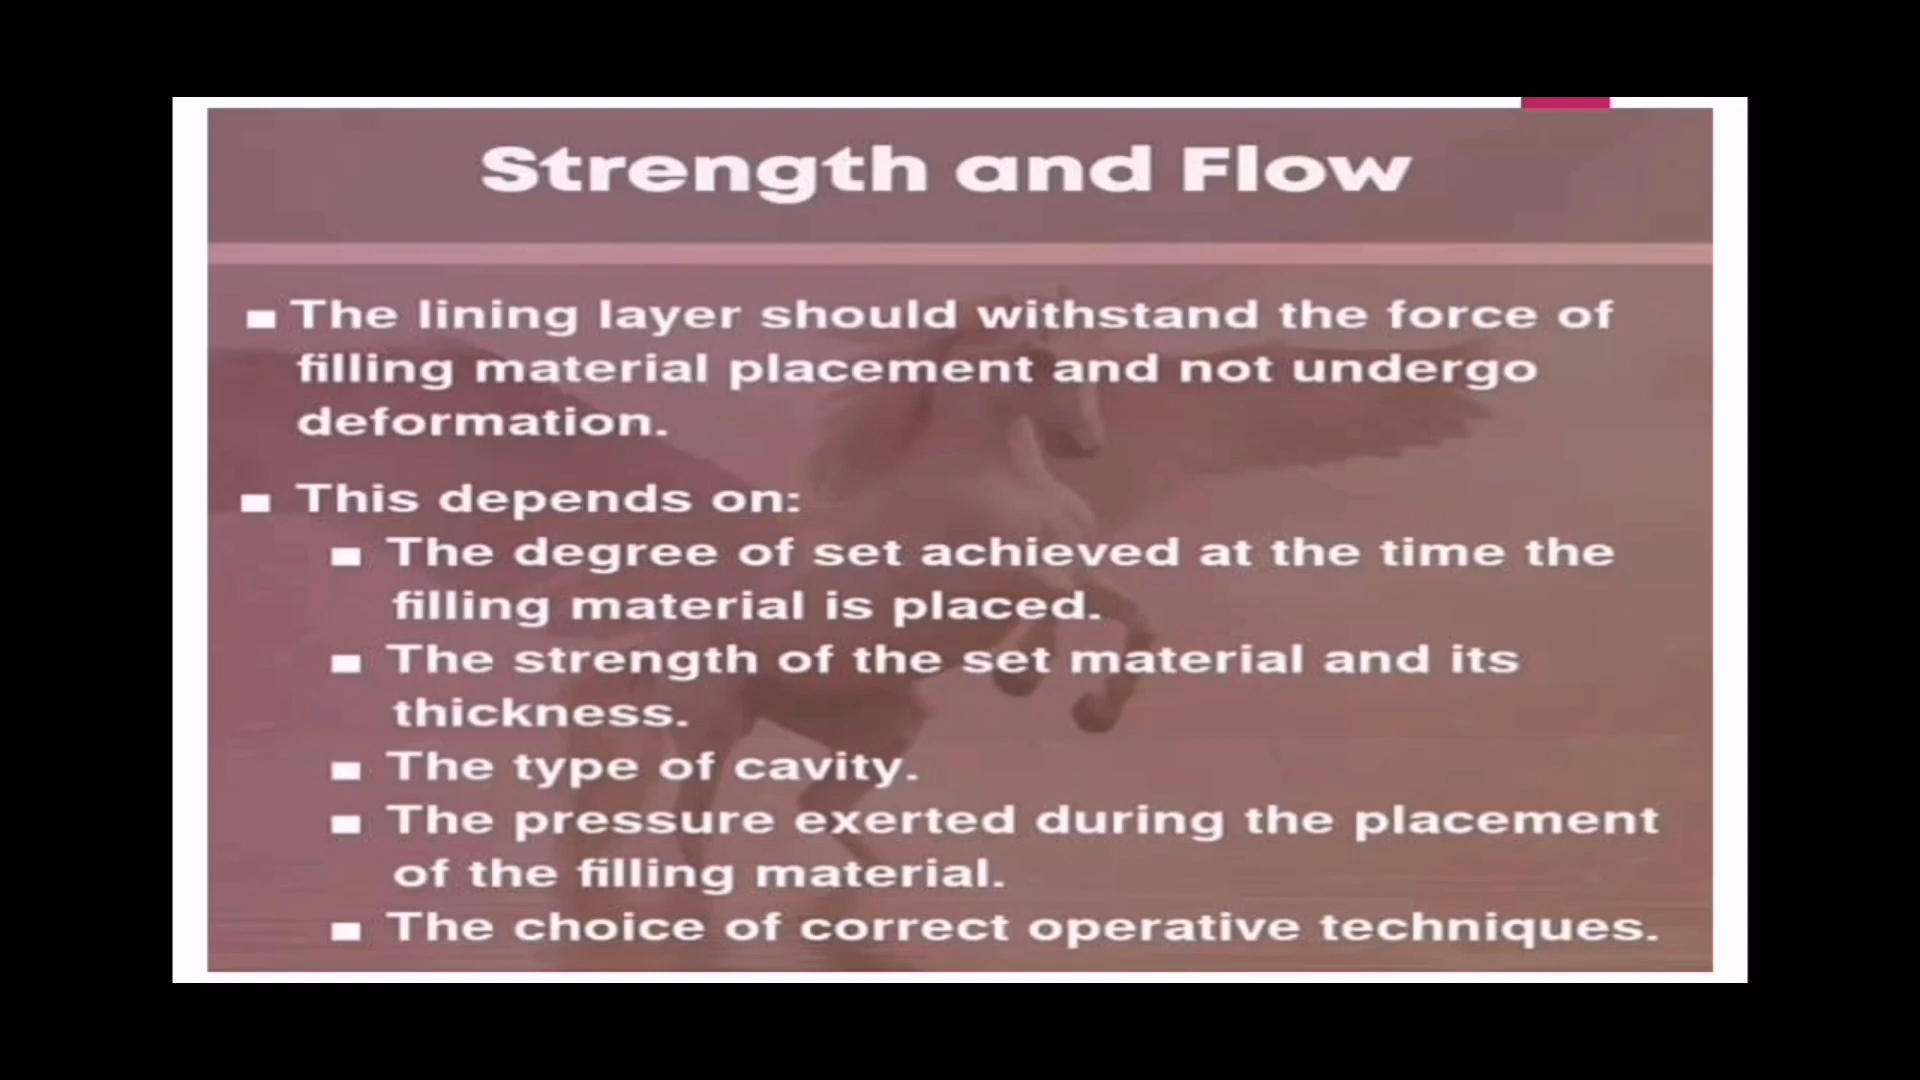 Strength and Flow
The lining layer should withstand the force of
filling material placement and not undergo
deformation.
This depends on:
The degree of set achieved at the time the
filling material is placed.
The strength of the set material and its
thickness.
The type of cavity.
The pressure exerted during the placement
of the filling material.
The choice of correct operative techniques.